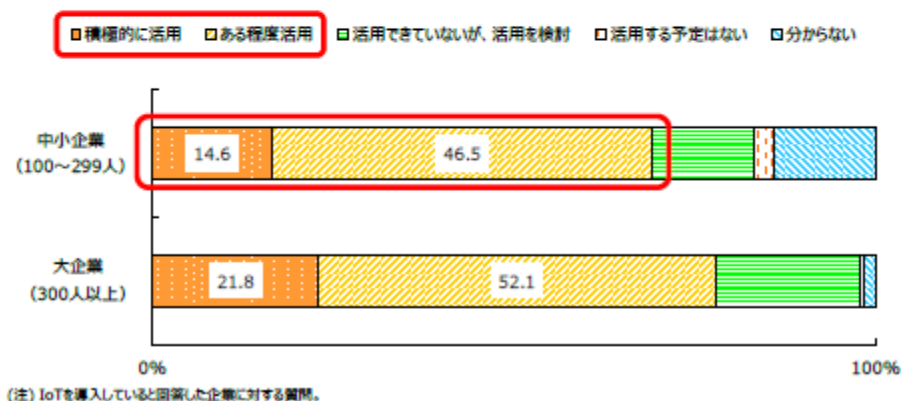 積極的に活用 ある程度活用 活用できていないが、活用を検討 活用する予定はない 分からない
中小企業
(100～299人)
14.6 46.5
大企業
(300人以上)
21.8 52.1
0% 100%
(注) IoTを導入していると回答した企業に対する質問。